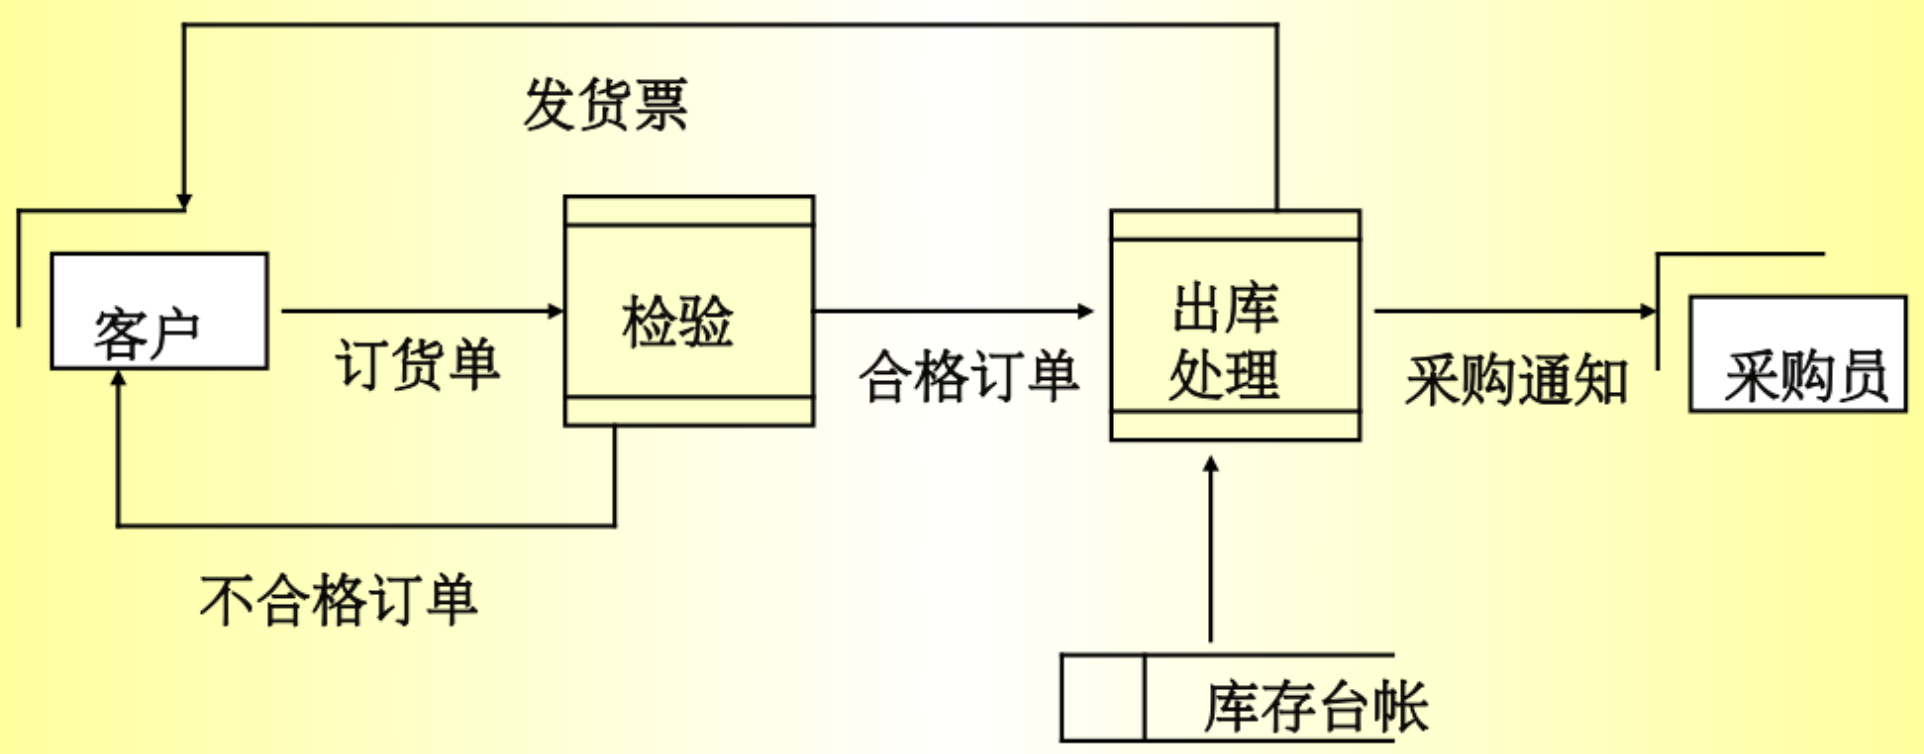 发货票
客户
订货单
检验
合格订单
出库
处理
采购通知
采购员
不合格订单
库存台帐